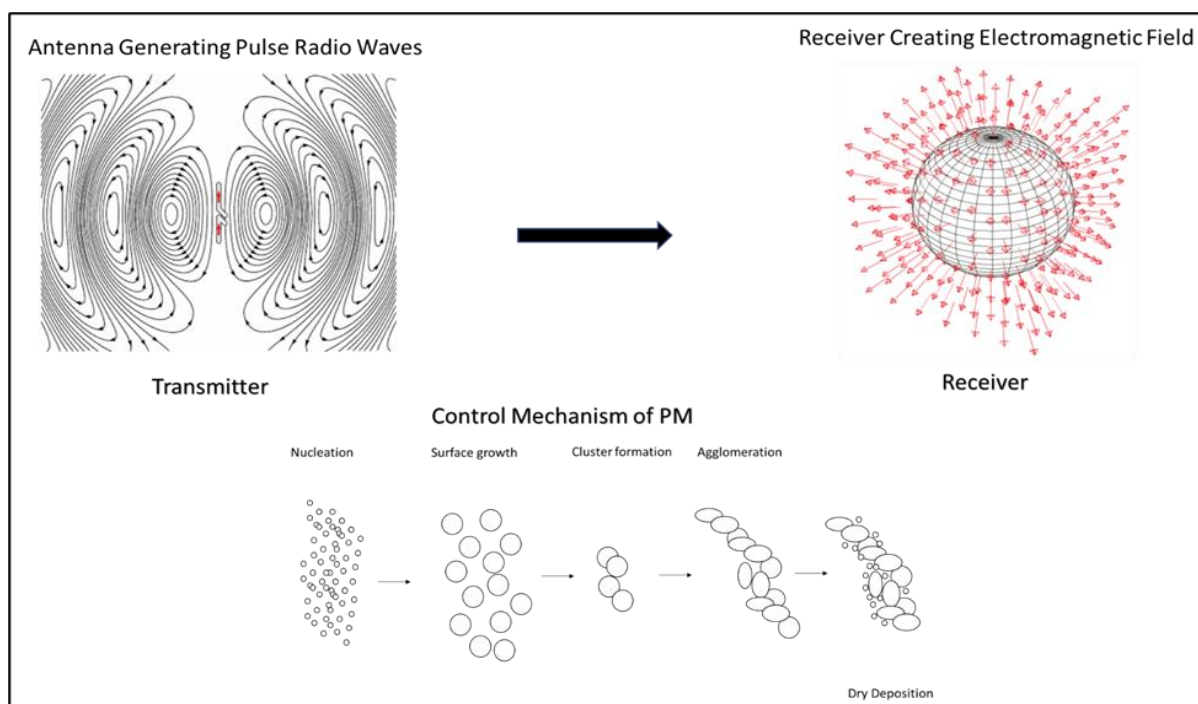 Antenna Generating Pulse Radio Waves
Receiver Creating Electromagnetic Field
Transmitter
Receiver
Control Mechanism of PM
Nucleation
Surface growth
Cluster formation
Agglomeration
Dry Deposition